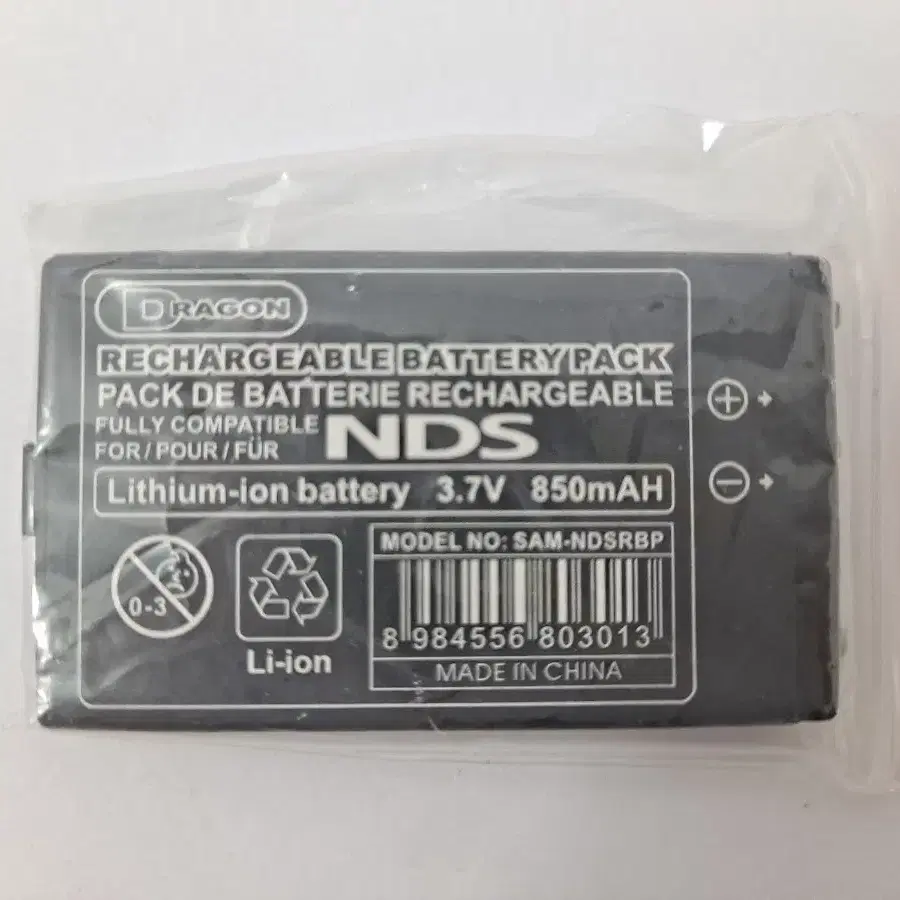 DRAGON
RECHARGEABLE BATTERY PACK
PACK DE BATTERIE RECHARGEABLE
FULLY COMPATIBLE
FOR/POUR/FÜR
NDS
Lithium-ion battery 3.7V 850mAH
0-3
Li-ion
MODEL NO: SAM-NDSRBP
8 984556 803013
MADE IN CHINA